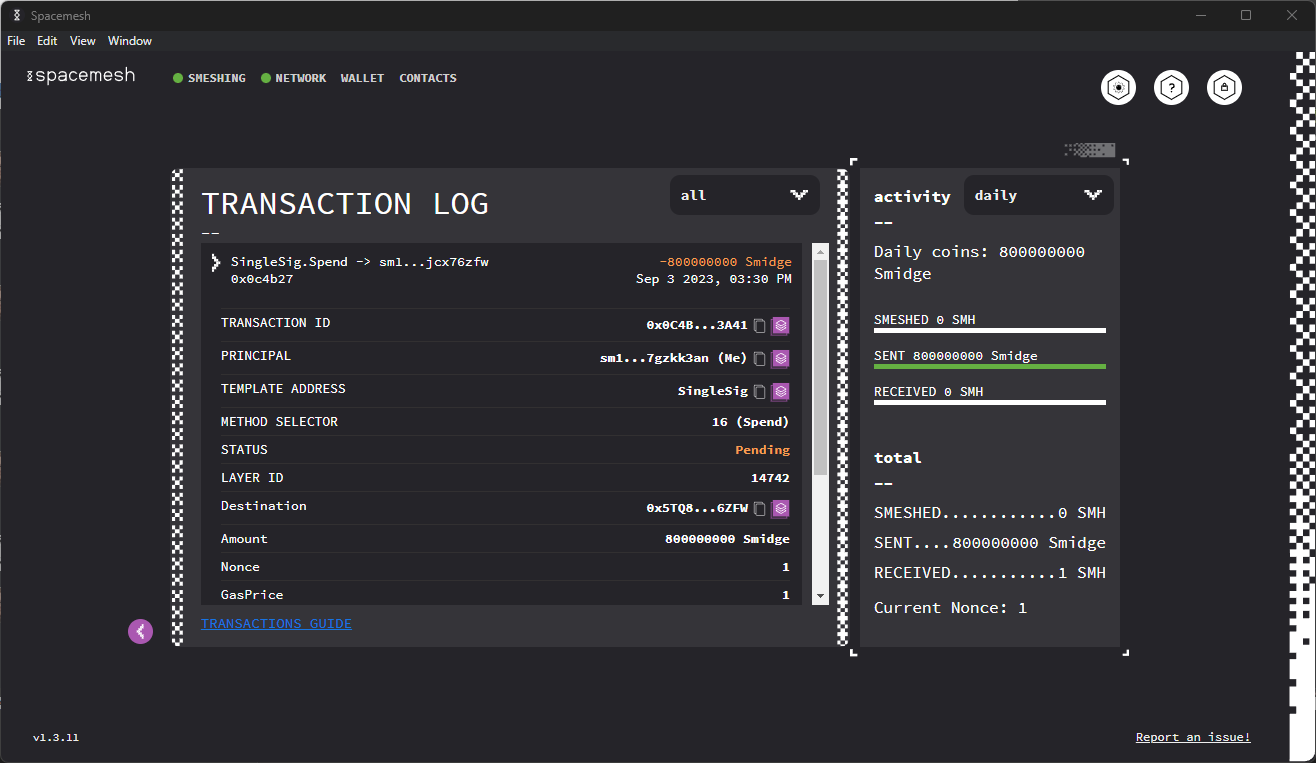 Spacemesh
File Edit View Window
spacemesh
SMESHING NETWORK WALLET CONTACTS
?
TRANSACTION LOG
--
all
SingleSig.Spend -> sm1...jcx76zfw
-800000000 Smidge
0x0c4b27
Sep 3 2023, 03:30 PM
TRANSACTION ID
0x0C4B...3A41
PRINCIPAL
sm1...7gzkk3an (Me)
TEMPLATE ADDRESS
SingleSig
METHOD SELECTOR
16 (Spend)
STATUS
Pending
LAYER ID
14742
Destination
0x5TQ8...6ZFW
Amount
800000000 Smidge
Nonce
1
GasPrice
1
TRANSACTIONS GUIDE
activity
daily
--
Daily coins: 800000000
Smidge
SMESHED 0 SMH
SENT 800000000 Smidge
RECEIVED 0 SMH
total
--
SMESHED............0 SMH
SENT....800000000 Smidge
RECEIVED...........1 SMH
Current Nonce: 1
v1.3.11
Report an issue!